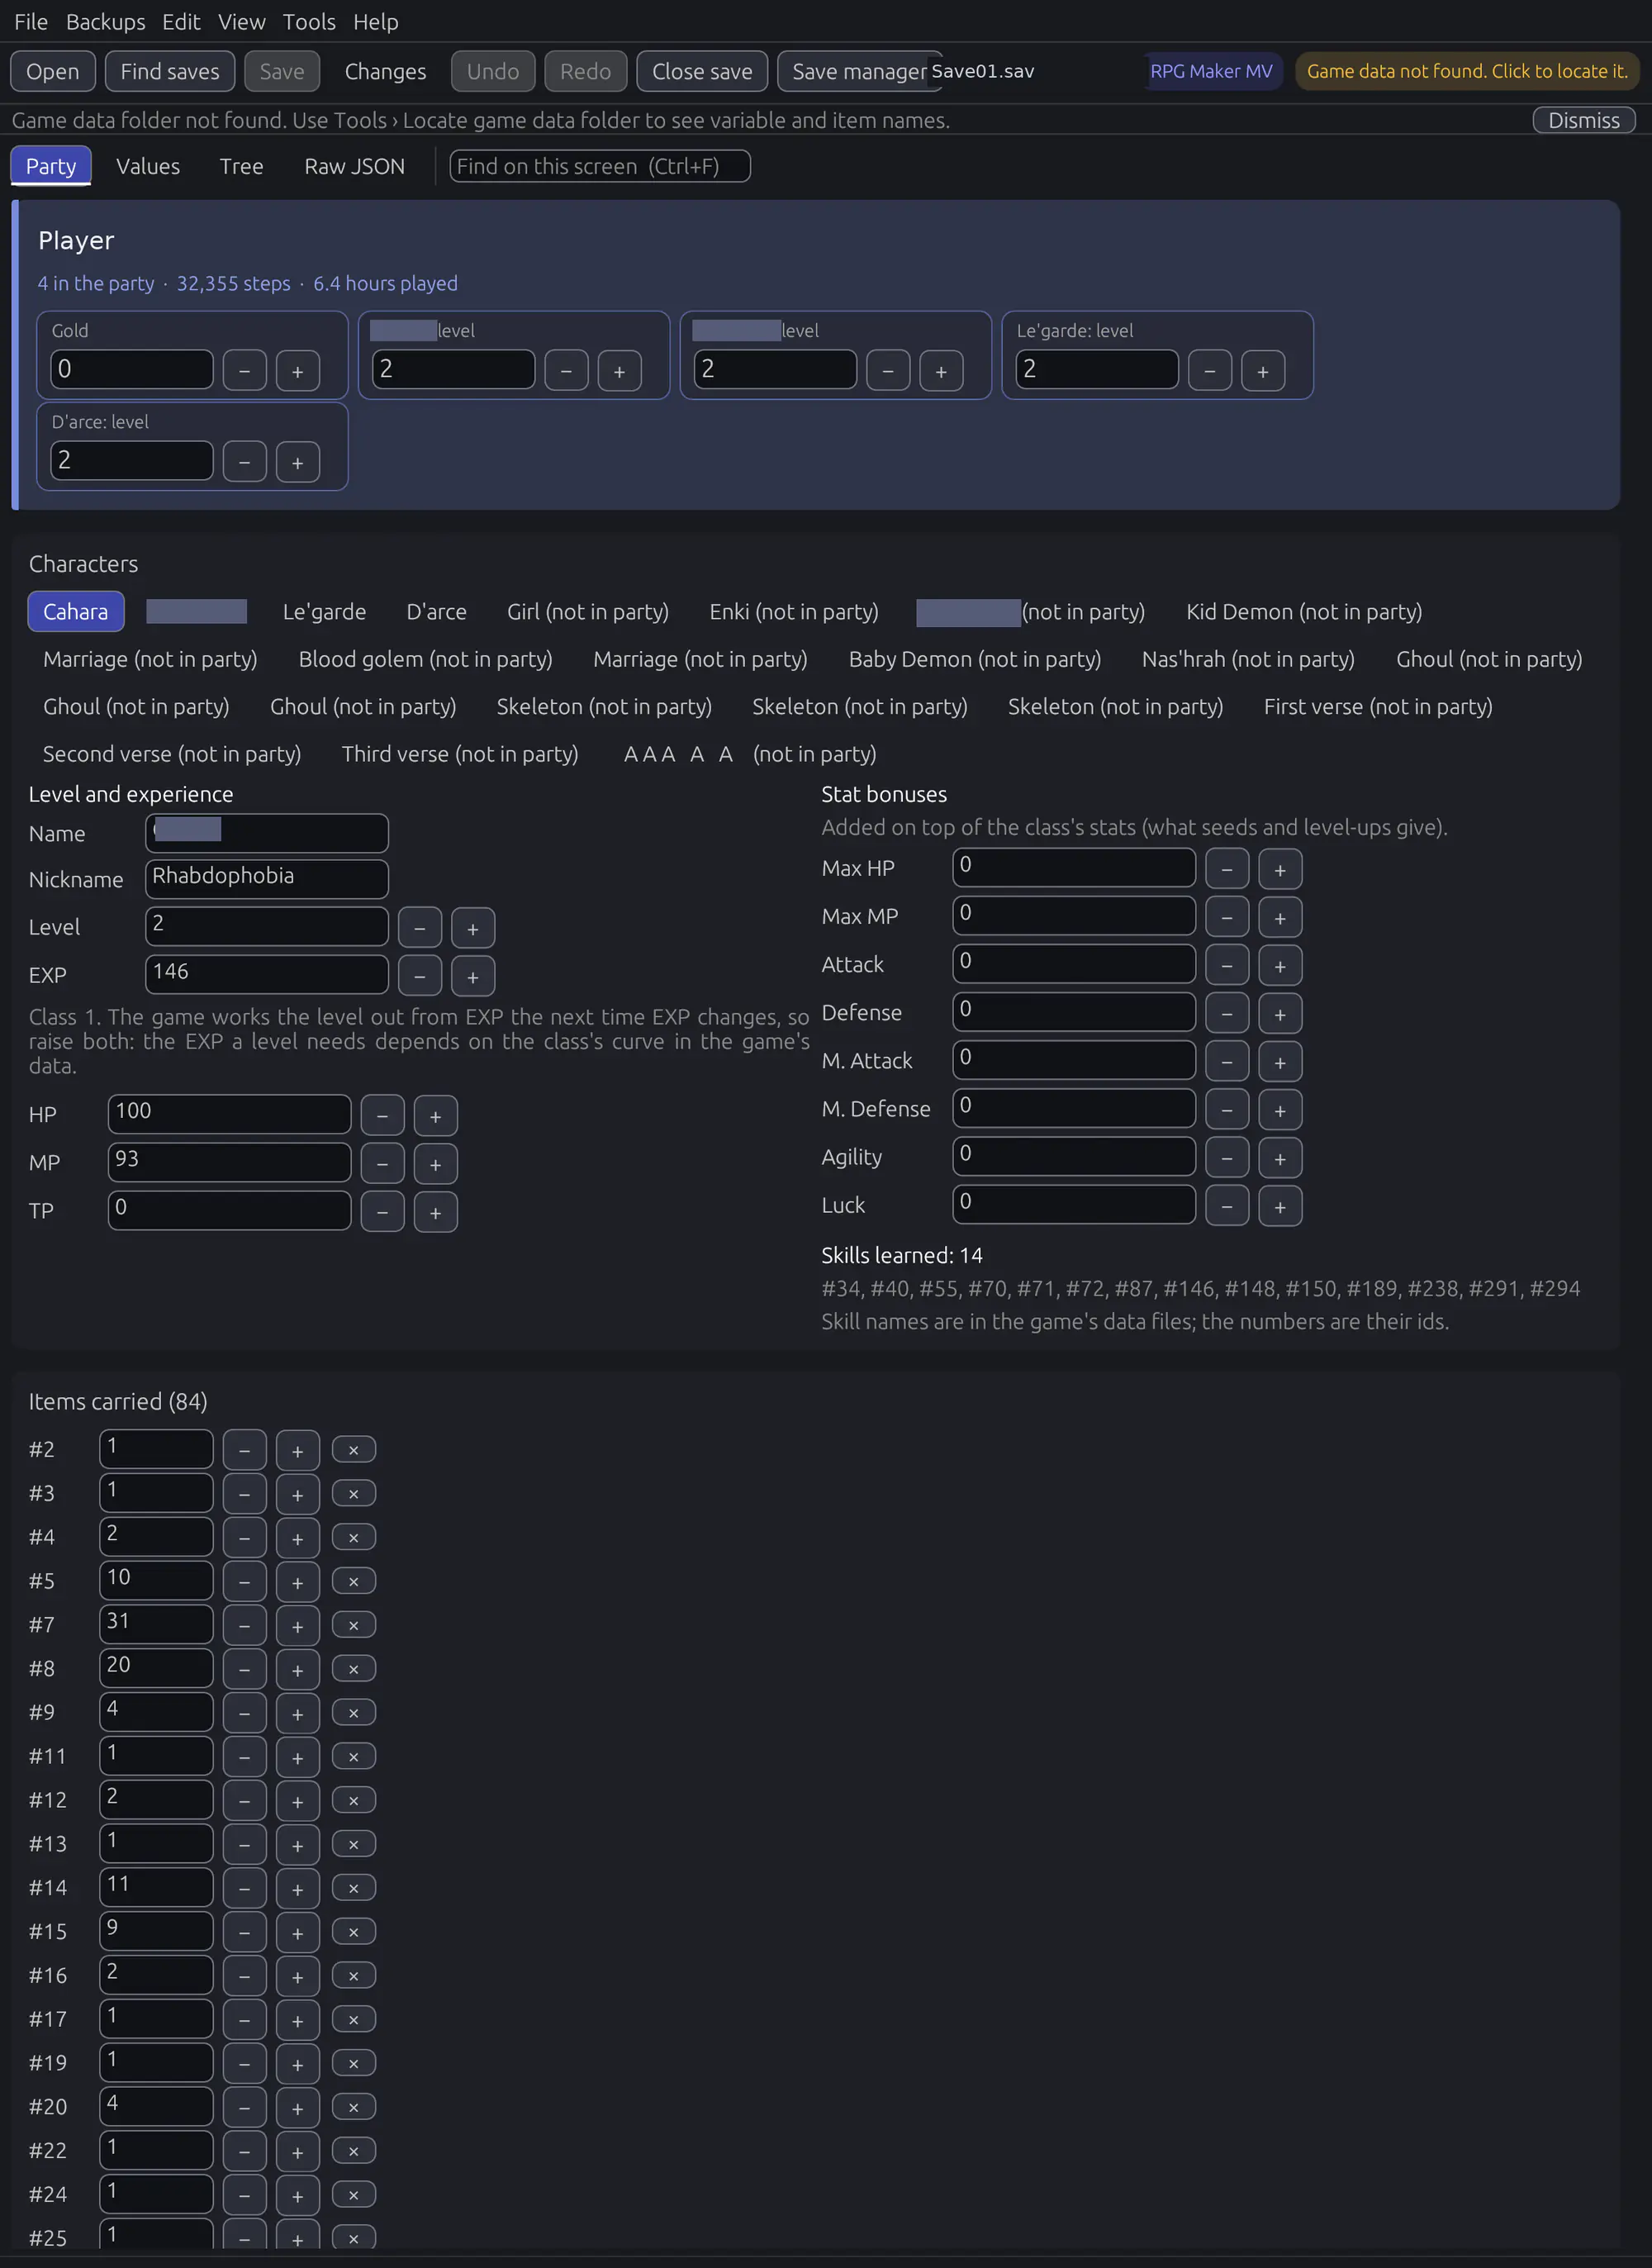 File Backups Edit View Tools Help
Open Find saves Save Changes Undo Redo Close save Save manager Save01.sav RPG Maker MV Game data not found. Click to locate it.
Game data folder not found. Use Tools › Locate game data folder to see variable and item names. Dismiss
Party Values Tree Raw JSON Find on this screen (Ctrl+F)
Player
4 in the party · 32,355 steps · 6.4 hours played
Gold level level Le'garde: level
0 − + 2 − + 2 − + 2 − +
D'arce: level
2 − +
Characters
Cahara Le'garde D'arce Girl (not in party) Enki (not in party) (not in party) Kid Demon (not in party)
Marriage (not in party) Blood golem (not in party) Marriage (not in party) Baby Demon (not in party) Nas'hrah (not in party) Ghoul (not in party)
Ghoul (not in party) Ghoul (not in party) Skeleton (not in party) Skeleton (not in party) Skeleton (not in party) First verse (not in party)
Second verse (not in party) Third verse (not in party) A A A A A (not in party)
Level and experience
Name
Nickname Rhabdophobia
Level 2 − +
EXP 146 − +
Class 1. The game works the level out from EXP the next time EXP changes, so
raise both: the EXP a level needs depends on the class's curve in the game's
data.
HP 100 − +
MP 93 − +
TP 0 − +
Stat bonuses
Added on top of the class's stats (what seeds and level-ups give).
Max HP 0 − +
Max MP 0 − +
Attack 0 − +
Defense 0 − +
M. Attack 0 − +
M. Defense 0 − +
Agility 0 − +
Luck 0 − +
Skills learned: 14
#34, #40, #55, #70, #71, #72, #87, #146, #148, #150, #189, #238, #291, #294
Skill names are in the game's data files; the numbers are their ids.
Items carried (84)
#2 1 − + ×
#3 1 − + ×
#4 2 − + ×
#5 10 − + ×
#7 31 − + ×
#8 20 − + ×
#9 4 − + ×
#11 1 − + ×
#12 2 − + ×
#13 1 − + ×
#14 11 − + ×
#15 9 − + ×
#16 2 − + ×
#17 1 − + ×
#19 1 − + ×
#20 4 − + ×
#22 1 − + ×
#24 1 − + ×
#25 1 − + ×